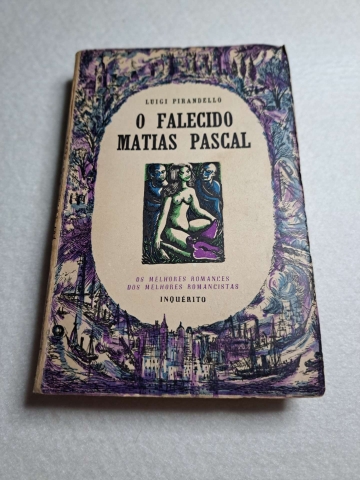 LUIGI PIRANDELLO
O FALECIDO
MATIAS PASCAL
OS MELHORES ROMANCES
DOS MELHORES ROMANCISTAS
INQUÉRITO